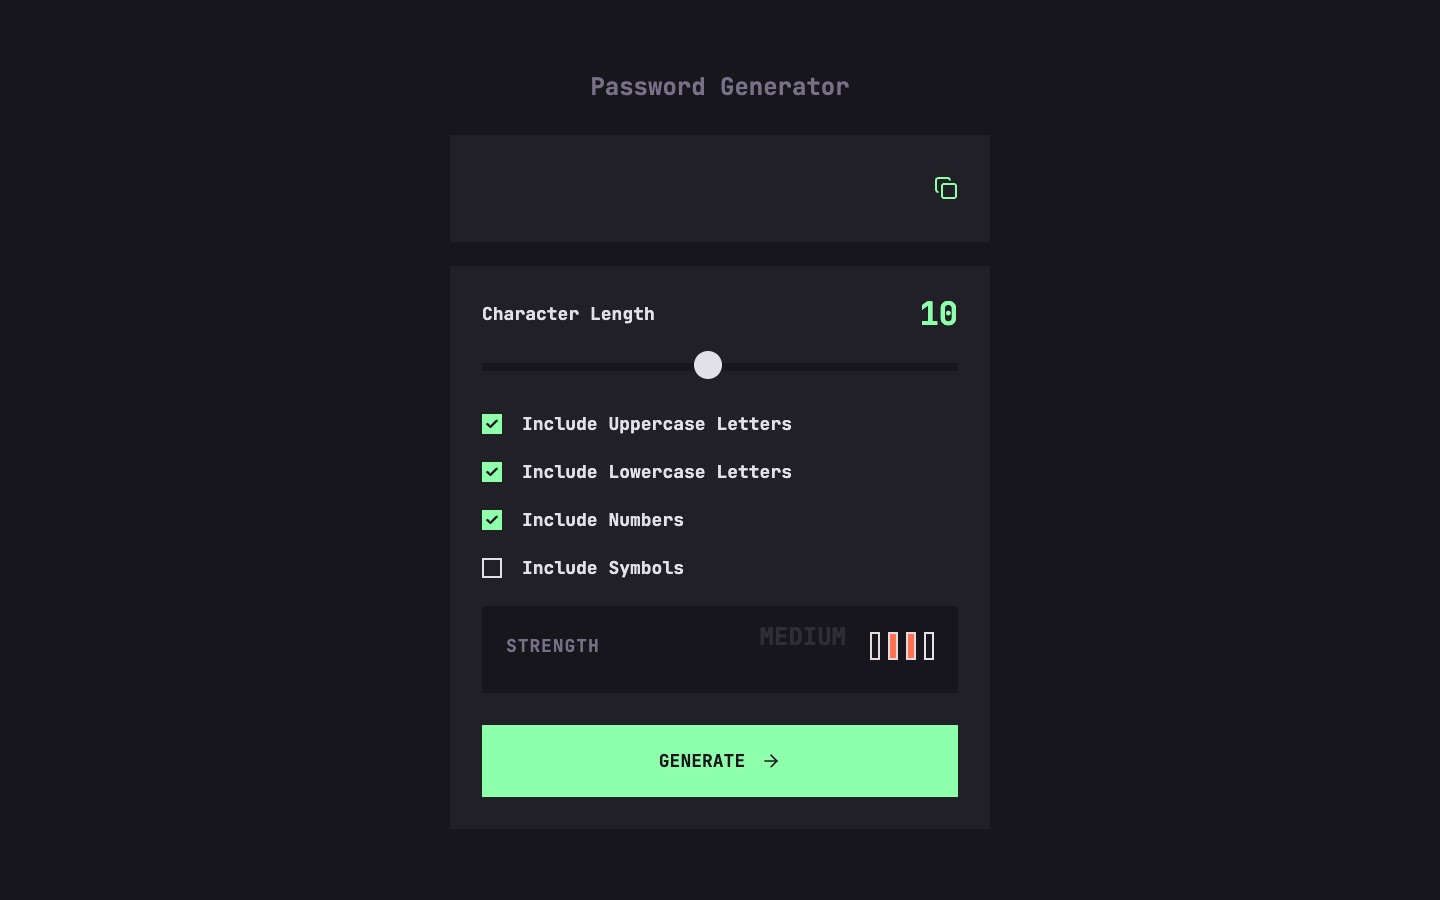 Password Generator
Character Length
10
Include Uppercase Letters
Include Lowercase Letters
Include Numbers
Include Symbols
STRENGTH
MEDIUM
GENERATE